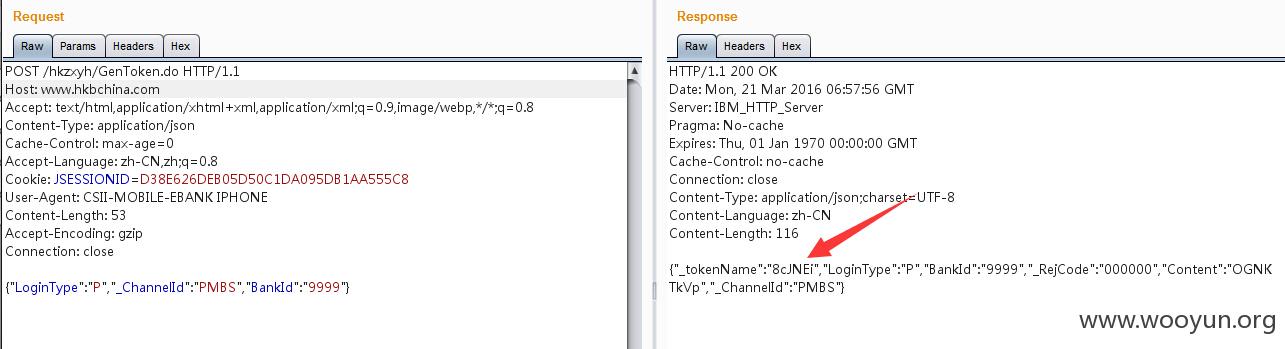 Request
Raw Params Headers Hex
POST /hkzxyh/GenToken.do HTTP/1.1
Host: www.hkbchina.com
Accept: text/html,application/xhtml+xml,application/xml;q=0.9,image/webp,*/*;q=0.8
Content-Type: application/json
Cache-Control: max-age=0
Accept-Language: zh-CN,zh;q=0.8
Cookie: JSESSIONID=D38E626DEB05D50C1DA095DB1AA555C8
User-Agent: CSII-MOBILE-EBANK IPHONE
Content-Length: 53
Accept-Encoding: gzip
Connection: close
{"LoginType":"P","_ChannelId":"PMBS","BankId":"9999"}
Response
Raw Headers Hex
HTTP/1.1 200 OK
Date: Mon, 21 Mar 2016 06:57:56 GMT
Server: IBM_HTTP_Server
Pragma: No-cache
Expires: Thu, 01 Jan 1970 00:00:00 GMT
Cache-Control: no-cache
Connection: close
Content-Type: application/json;charset=UTF-8
Content-Language: zh-CN
Content-Length: 116
{"_tokenName":"8cJNEi","LoginType":"P","BankId":"9999","_RejCode":"000000","Content":"OGNK
TkVp","_ChannelId":"PMBS"}
www.wooyun.org